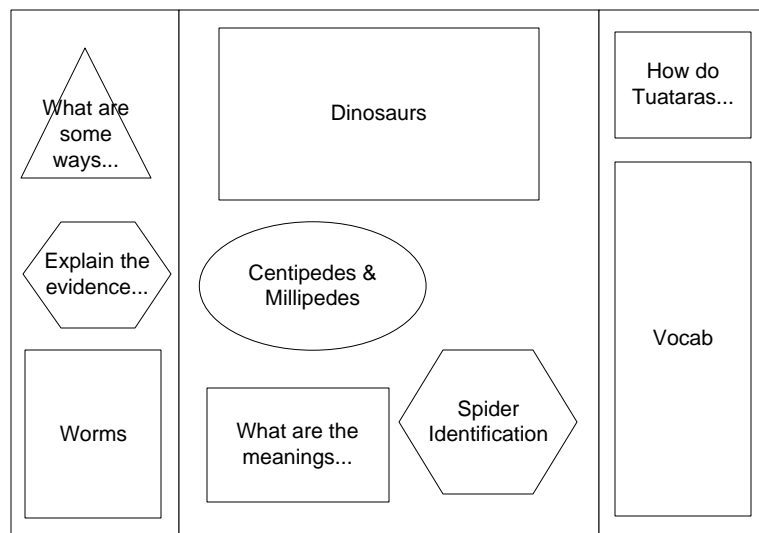 What are
some
ways...
Explain the
evidence...
Worms
Dinosaurs
Centipedes &
Millipedes
What are the
meanings...
Spider
Identification
How do
Tuataras...
Vocab